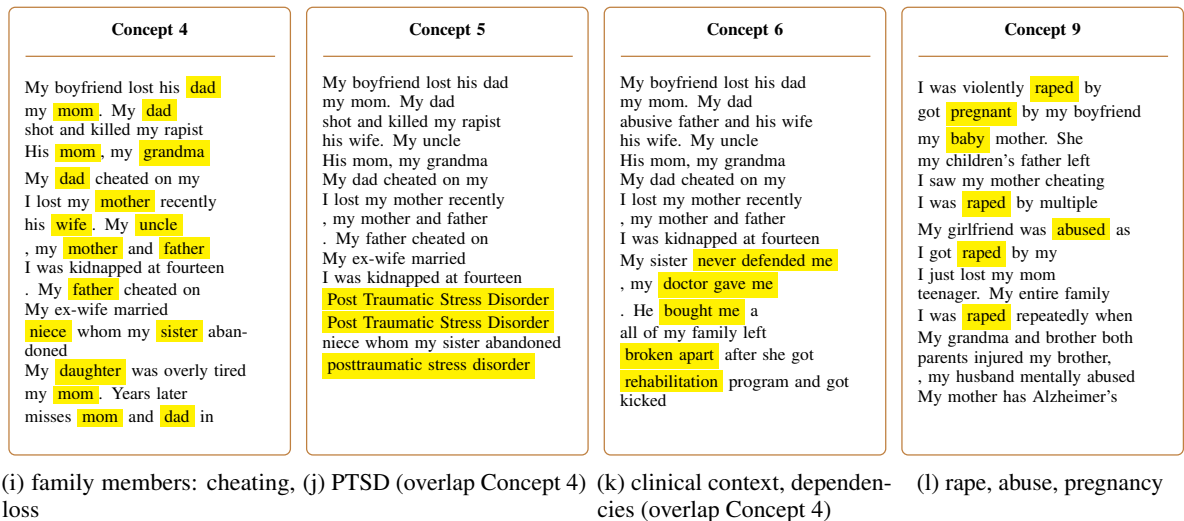 Concept 4
My boyfriend lost his dad
my mom. My dad
shot and killed my rapist
His mom, my grandma
My dad cheated on my
I lost my mother recently
his wife. My uncle
, my mother and father
I was kidnapped at fourteen
. My father cheated on
My ex-wife married
niece whom my sister aban-
doned
My daughter was overly tired
my mom. Years later
misses mom and dad in
(i) family members: cheating,
loss
Concept 5
My boyfriend lost his dad
my mom. My dad
shot and killed my rapist
his wife. My uncle
His mom, my grandma
My dad cheated on my
I lost my mother recently
, my mother and father
. My father cheated on
My ex-wife married
I was kidnapped at fourteen
Post Traumatic Stress Disorder
Post Traumatic Stress Disorder
niece whom my sister abandoned
posttraumatic stress disorder
(j) PTSD (overlap Concept 4)
Concept 6
My boyfriend lost his dad
my mom. My dad
abusive father and his wife
his wife. My uncle
His mom, my grandma
My dad cheated on my
I lost my mother recently
, my mother and father
I was kidnapped at fourteen
My sister never defended me
, my doctor gave me
. He bought me a
all of my family left
broken apart after she got
rehabilitation program and got
kicked
(k) clinical context, dependen-
cies (overlap Concept 4)
Concept 9
I was violently raped by
got pregnant by my boyfriend
my baby mother. She
my children's father left
I saw my mother cheating
I was raped by multiple
My girlfriend was abused as
I got raped by my
I just lost my mom
teenager. My entire family
I was raped repeatedly when
My grandma and brother both
parents injured my brother,
, my husband mentally abused
My mother has Alzheimer's
(l) rape, abuse, pregnancy